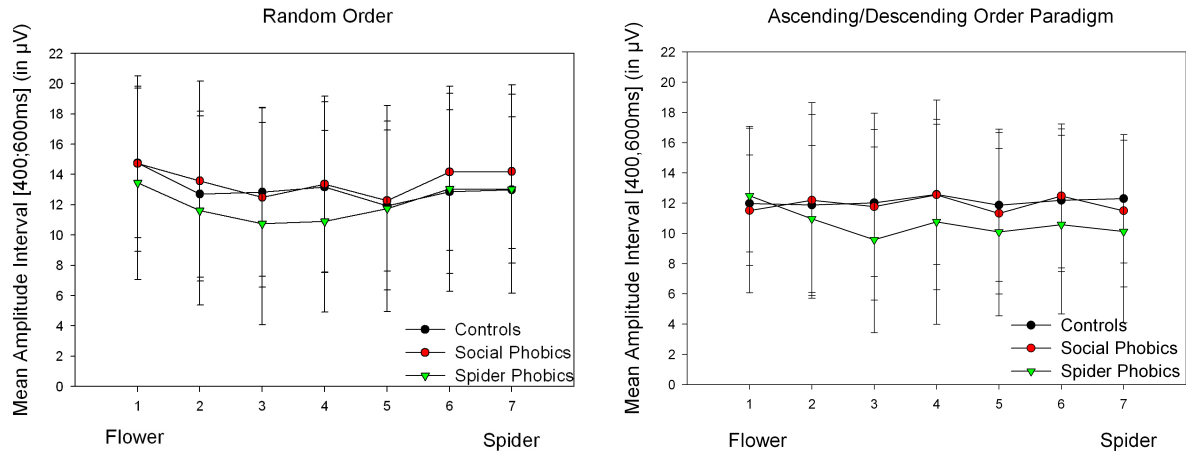 Random Order
Mean Amplitude Interval [400;600ms] (in µV)
22
20
18
16
14
12
10
8
6
4
2
0
Controls
Social Phobics
Spider Phobics
1 2 3 4 5 6 7
Flower Spider
Ascending/Descending Order Paradigm
Mean Amplitude Interval [400,600ms] (in µV)
22
20
18
16
14
12
10
8
6
4
2
0
Controls
Social Phobics
Spider Phobics
1 2 3 4 5 6 7
Flower Spider